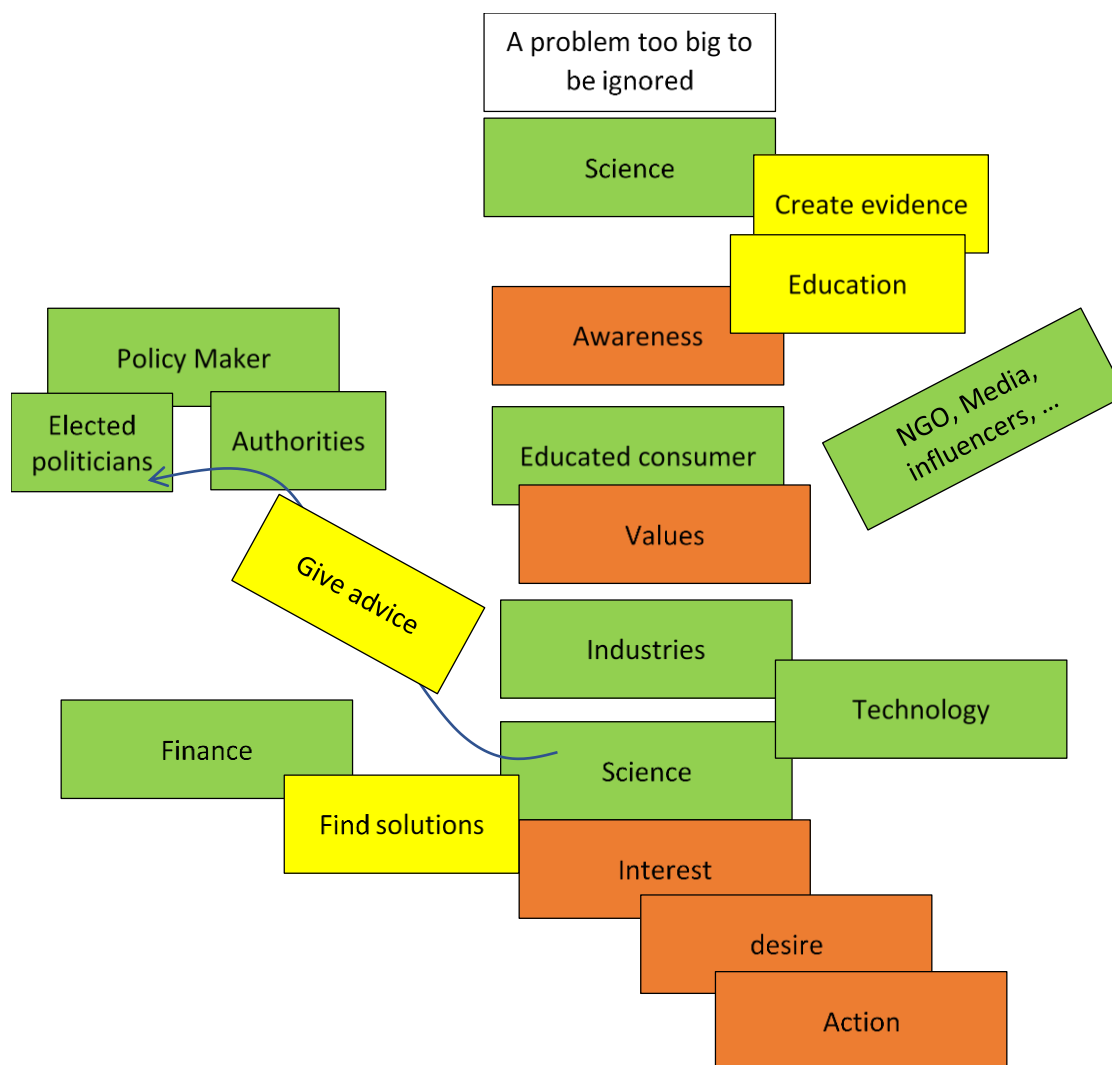 A problem too big to
be ignored
Science
Create evidence
Education
Awareness
Policy Maker
Elected
politicians
Authorities
NGO, Media,
influencers, ...
Educated consumer
Values
Give advice
Industries
Technology
Finance
Science
Find solutions
Interest
desire
Action